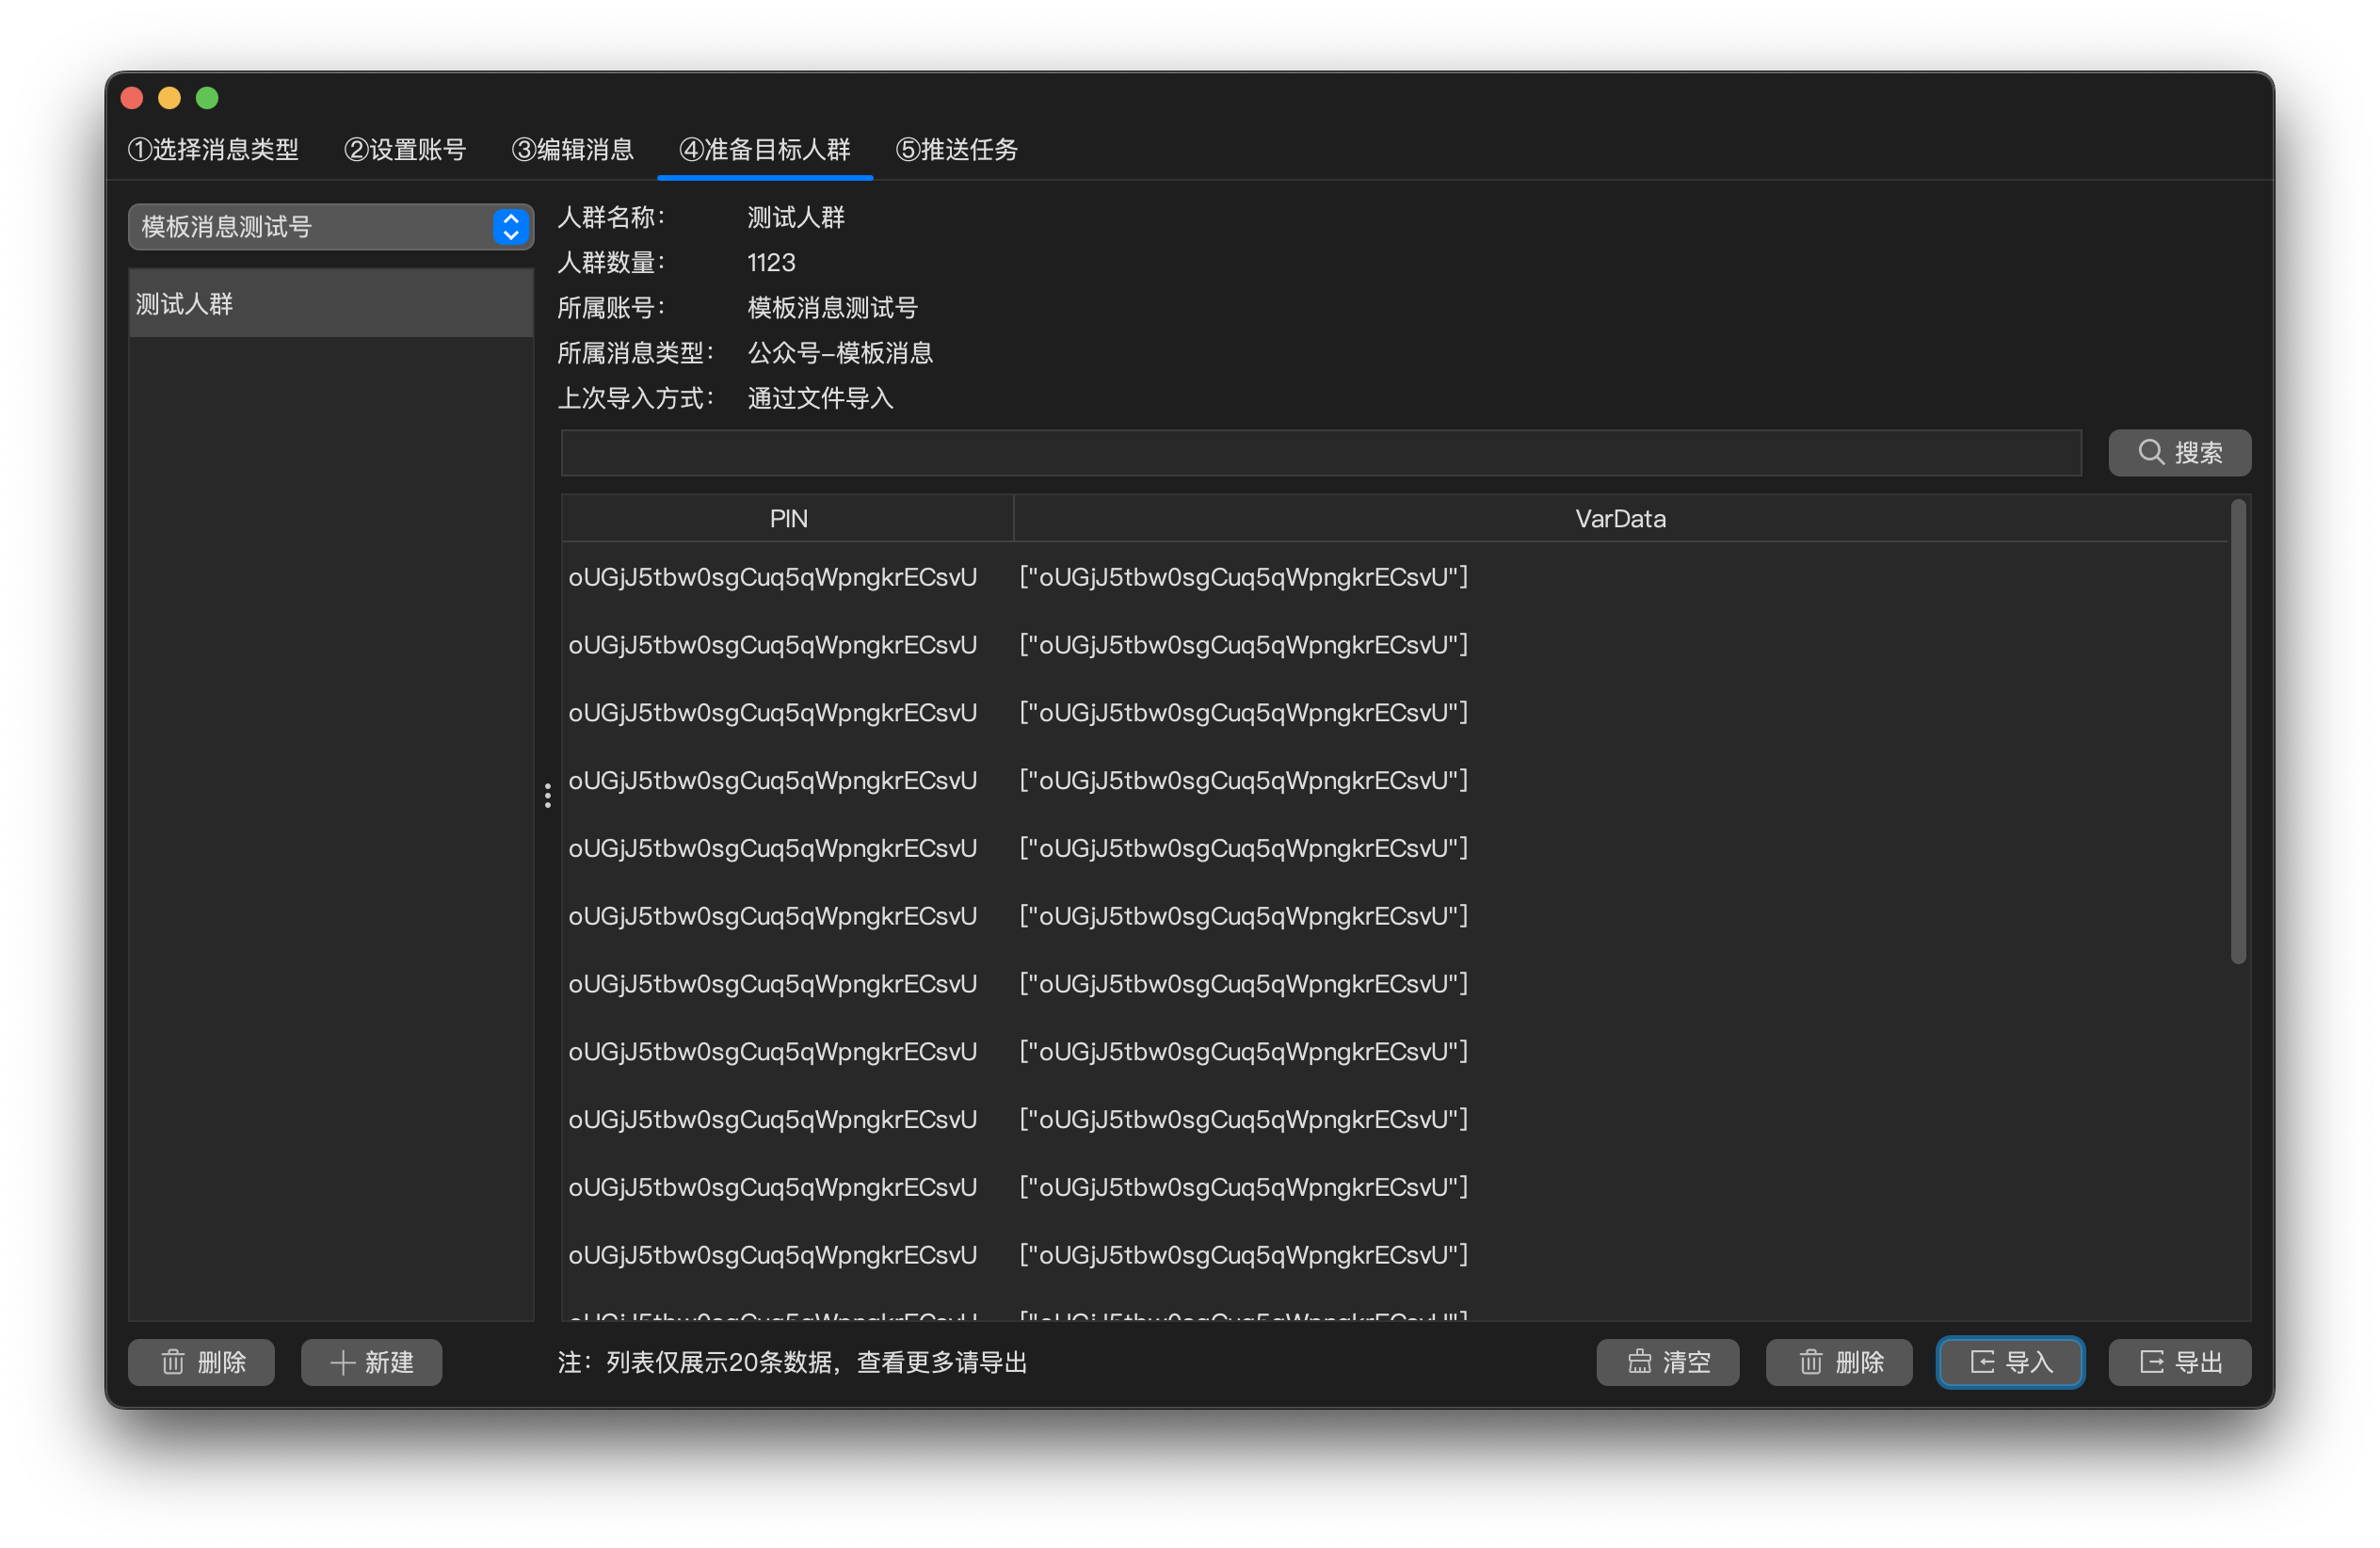 ①选择消息类型 ②设置账号 ③编辑消息 ④准备目标人群 ⑤推送任务
模板消息测试号
测试人群
人群名称： 测试人群
人群数量： 1123
所属账号： 模板消息测试号
所属消息类型： 公众号-模板消息
上次导入方式： 通过文件导入
搜索
PIN VarData
oUGjJ5tbw0sgCuq5qWpngkrECsvU ["oUGjJ5tbw0sgCuq5qWpngkrECsvU"]
oUGjJ5tbw0sgCuq5qWpngkrECsvU ["oUGjJ5tbw0sgCuq5qWpngkrECsvU"]
oUGjJ5tbw0sgCuq5qWpngkrECsvU ["oUGjJ5tbw0sgCuq5qWpngkrECsvU"]
oUGjJ5tbw0sgCuq5qWpngkrECsvU ["oUGjJ5tbw0sgCuq5qWpngkrECsvU"]
oUGjJ5tbw0sgCuq5qWpngkrECsvU ["oUGjJ5tbw0sgCuq5qWpngkrECsvU"]
oUGjJ5tbw0sgCuq5qWpngkrECsvU ["oUGjJ5tbw0sgCuq5qWpngkrECsvU"]
oUGjJ5tbw0sgCuq5qWpngkrECsvU ["oUGjJ5tbw0sgCuq5qWpngkrECsvU"]
oUGjJ5tbw0sgCuq5qWpngkrECsvU ["oUGjJ5tbw0sgCuq5qWpngkrECsvU"]
oUGjJ5tbw0sgCuq5qWpngkrECsvU ["oUGjJ5tbw0sgCuq5qWpngkrECsvU"]
oUGjJ5tbw0sgCuq5qWpngkrECsvU ["oUGjJ5tbw0sgCuq5qWpngkrECsvU"]
oUGjJ5tbw0sgCuq5qWpngkrECsvU ["oUGjJ5tbw0sgCuq5qWpngkrECsvU"]
删除 新建 注：列表仅展示20条数据，查看更多请导出 清空 删除 导入 导出